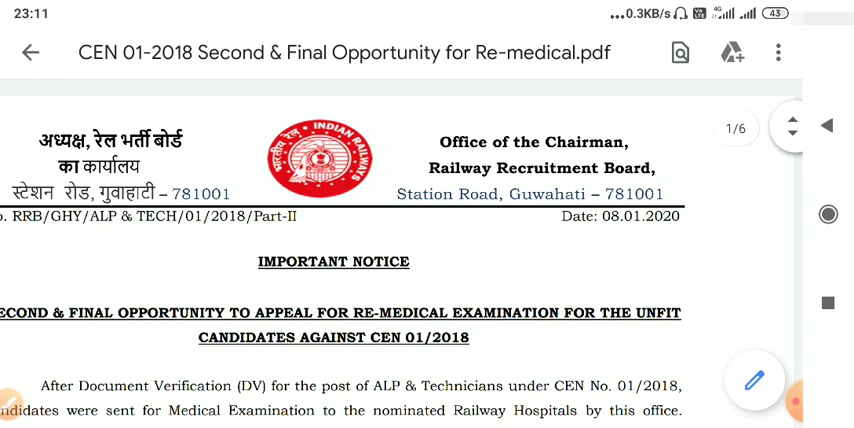 23:11
...0.3KB/s 4G 43
CEN 01-2018 Second & Final Opportunity for Re-medical.pdf
1/6
अध्यक्ष, रेल भर्ती बोर्ड
का कार्यालय
स्टेशन रोड, गुवाहाटी – 781001
INDIAN RAILWAYS
भारतीय रेल
Office of the Chairman,
Railway Recruitment Board,
Station Road, Guwahati – 781001
o. RRB/GHY/ALP & TECH/01/2018/Part-II Date: 08.01.2020
IMPORTANT NOTICE
ECOND & FINAL OPPORTUNITY TO APPEAL FOR RE-MEDICAL EXAMINATION FOR THE UNFIT
CANDIDATES AGAINST CEN 01/2018
After Document Verification (DV) for the post of ALP & Technicians under CEN No. 01/2018,
ndidates were sent for Medical Examination to the nominated Railway Hospitals by this office.